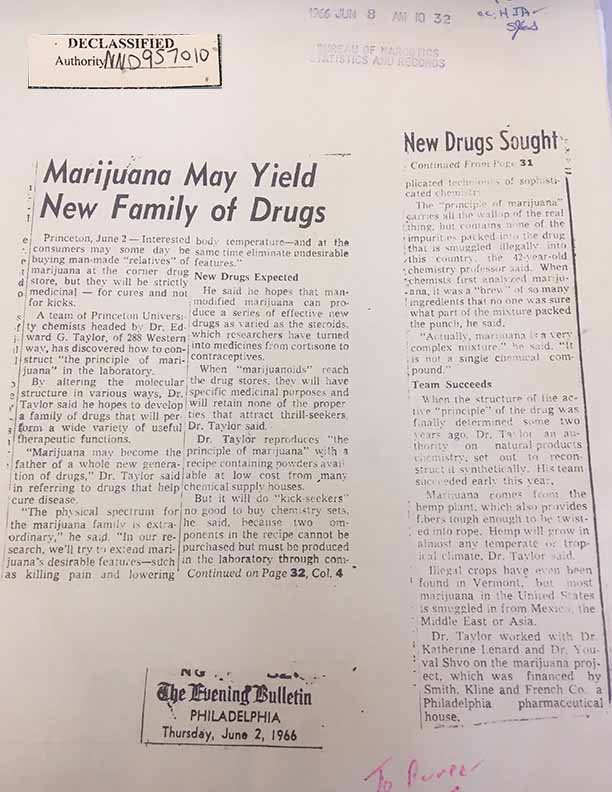 1966 JUN 8 AM 10 32
cc. HJA
BUREAU OF NARCOTICS
STATISTICS AND RECORDS
DECLASSIFIED
Authority NND957010
Marijuana May Yield
New Family of Drugs
Princeton, June 2 — Interested
consumers may some day be
buying man-made "relatives" of
marijuana at the corner drug
store, but they will be strictly
medicinal — for cures and not
for kicks.
A team of Princeton Univers-
ity chemists headed by Dr. Ed-
ward G. Taylor, of 288 Western
way, has discovered how to con-
struct "the principle of mari-
juana" in the laboratory.
By altering the molecular
structure in various ways, Dr.
Taylor said he hopes to develop
a family of drugs that will per-
form a wide variety of useful
therapeutic functions.
"Marijuana may become the
father of a whole new genera-
tion of drugs," Dr. Taylor said
in referring to drugs that help
cure disease.
"The physical spectrum for
the marijuana family is extra-
ordinary," he said. "In our re-
search, we'll try to extend mari-
juana's desirable features—such
as killing pain and lowering
body temperature—and at the
same time eliminate undesirable
features."
New Drugs Expected
He said he hopes that man-
modified marijuana can pro-
duce a series of effective new
drugs as varied as the steroids,
which researchers have turned
into medicines from cortisone to
contraceptives.
When "marijuanoids" reach
the drug stores, they will have
specific medicinal purposes and
will retain none of the proper-
ties that attract thrill-seekers,
Dr. Taylor said.
Dr. Taylor reproduces "the
principle of marijuana" with a
recipe containing powders avail-
able at low cost from many
chemical supply houses.
But it will do "kick-seekers"
no good to buy chemistry sets,
he said, because two com-
ponents in the recipe cannot be
purchased but must be produced
in the laboratory through com-
Continued on Page 32, Col. 4
New Drugs Sought
Continued From Page 31
plicated techniques of sophisti-
cated chemistry.
The "principle of marijuana"
carries all the wallop of the real
thing, but contains none of the
impurities packed into the drug
that is smuggled illegally into
this country, the 42-year-old
chemistry professor said. When
chemists first analyzed mariju-
ana, it was a "brew" of so many
ingredients that no one was sure
what part of the mixture packed
the punch, he said.
"Actually, marijuana is a very
complex mixture," he said. "It
is not a single chemical com-
pound."
Team Succeeds
When the structure of the ac-
tive "principle" of the drug was
finally determined some two
years ago, Dr. Taylor an au-
thority on natural products
chemistry, set out to recon-
struct it synthetically. His team
succeeded early this year.
Marijuana comes from the
hemp plant, which also provides
fibers tough enough to be twist-
ed into rope. Hemp will grow in
almost any temperate or trop-
ical climate, Dr. Taylor said.
Illegal crops have even been
found in Vermont, but most
marijuana in the United States
is smuggled in from Mexico, the
Middle East or Asia.
Dr. Taylor worked with Dr.
Katherine Lenard and Dr. You-
val Shvo on the marijuana proj-
ect, which was financed by
Smith, Kline and French Co. a
Philadelphia pharmaceutical
house.
The Evening Bulletin
PHILADELPHIA
Thursday, June 2, 1966
To